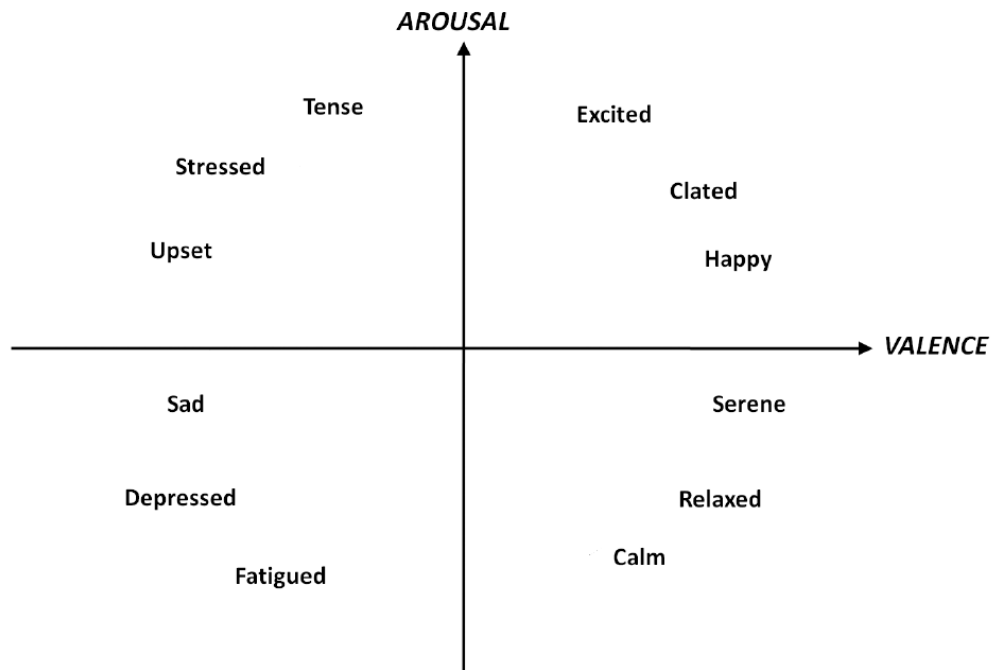 AROUSAL
Tense
Excited
Stressed
Clated
Upset
Happy
VALENCE
Sad
Serene
Depressed
Relaxed
Calm
Fatigued